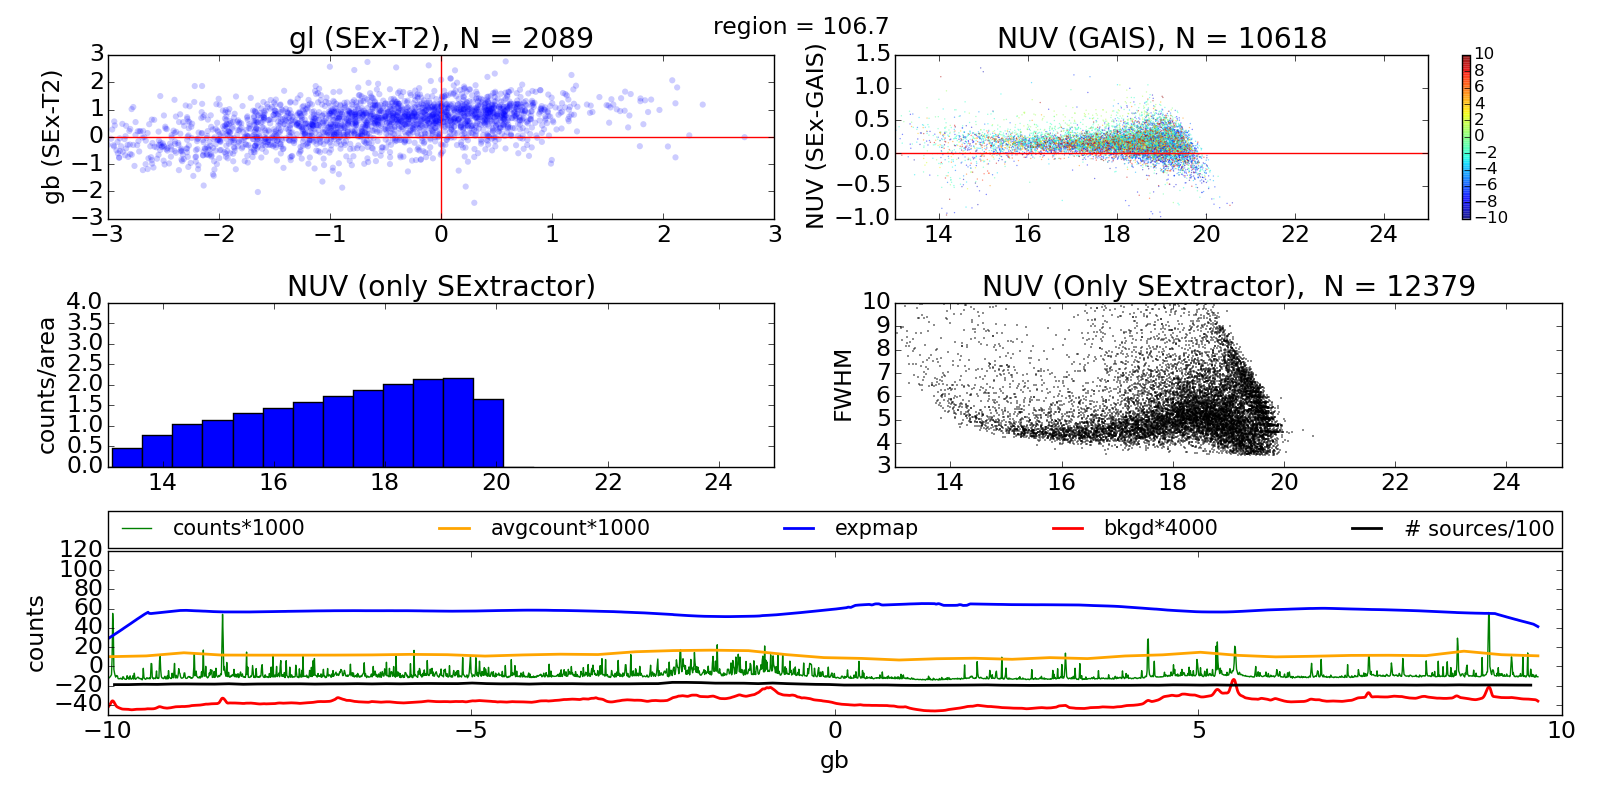 region = 106.7
gl (SEx-T2), N = 2089
gb (SEx-T2)
3
2
1
0
−1
−2
−3
−3 −2 −1 0 1 2 3
NUV (GAIS), N = 10618
NUV (SEx-GAIS)
1.5
1.0
0.5
0.0
−0.5
−1.0
14 16 18 20 22 24
10
8
6
4
2
0
−2
−4
−6
−8
−10
NUV (only SExtractor)
counts/area
4.0
3.5
3.0
2.5
2.0
1.5
1.0
0.5
0.0
14 16 18 20 22 24
NUV (Only SExtractor), N = 12379
FWHM
10
9
8
7
6
5
4
3
14 16 18 20 22 24
counts*1000 avgcount*1000 expmap bkgd*4000 # sources/100
counts
120
100
80
60
40
20
0
−20
−40
−10 −5 0 5 10
gb